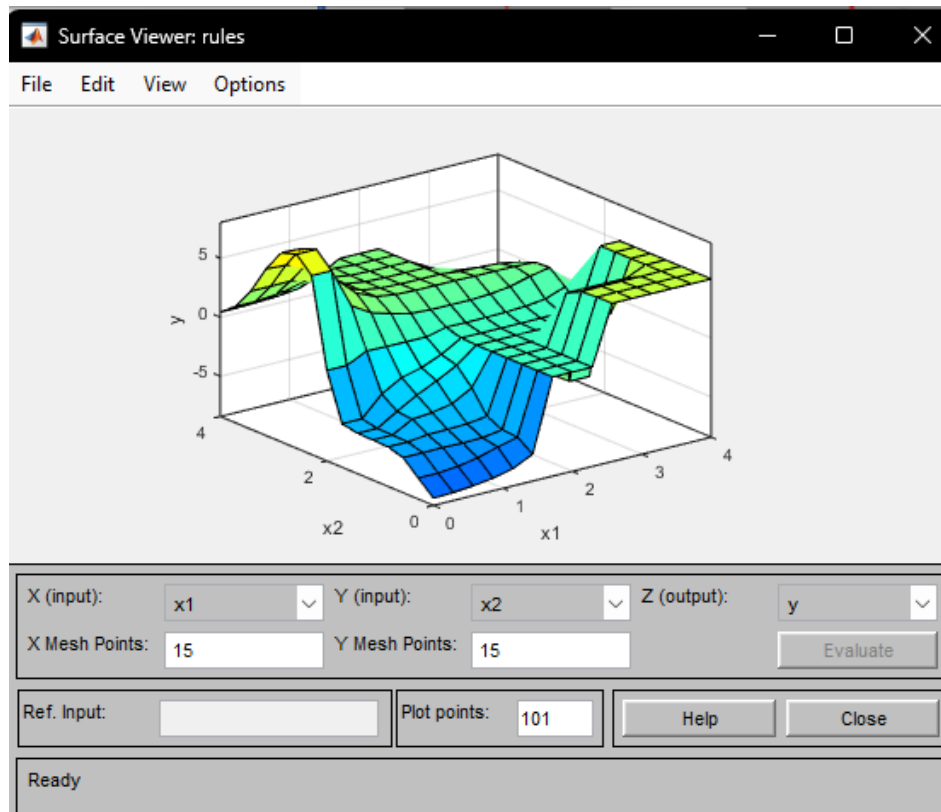 Surface Viewer: rules
File Edit View Options
5
0
-5
y
4
2
0
x2
0
1
2
3
4
x1
X (input): x1 Y (input): x2 Z (output): y
X Mesh Points: 15 Y Mesh Points: 15 Evaluate
Ref. Input: Plot points: 101 Help Close
Ready